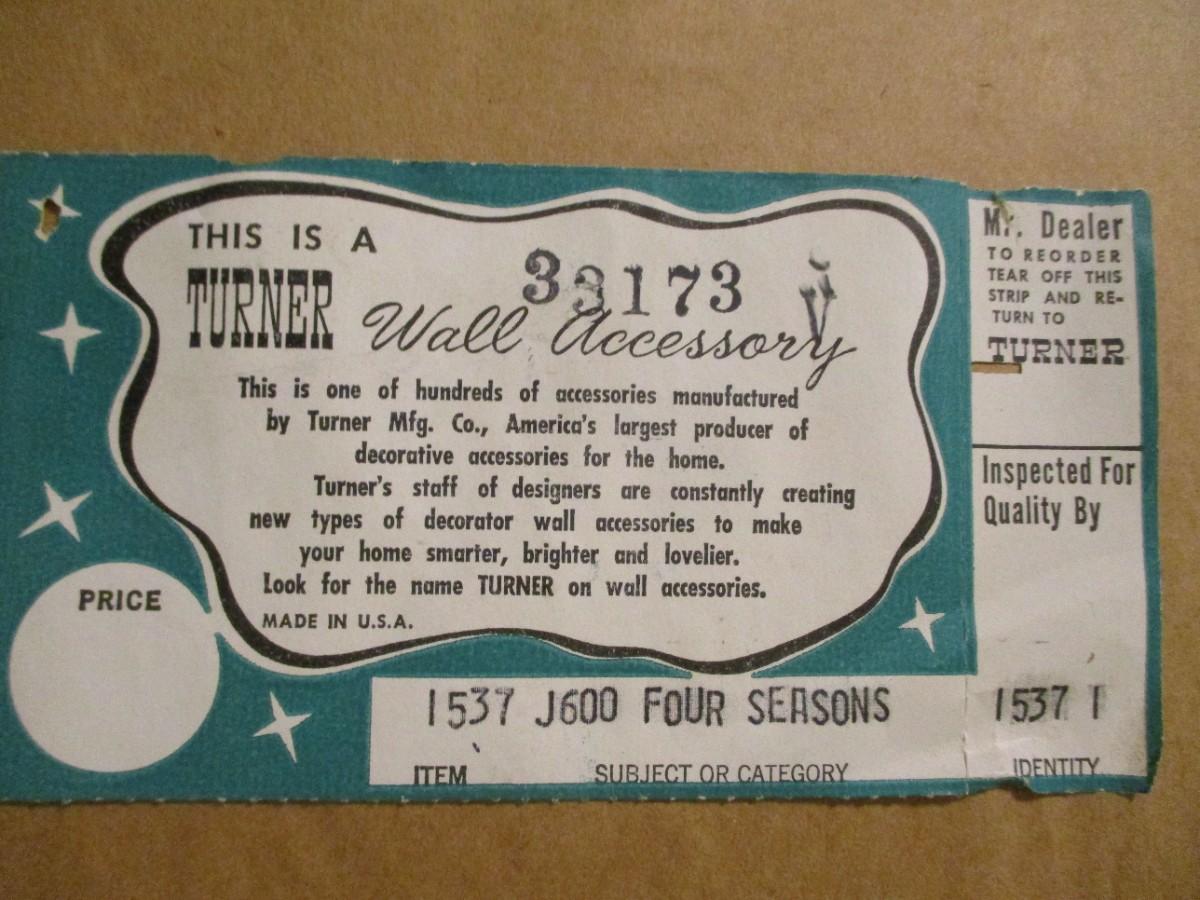 THIS IS A
33173
TURNER Wall Accessory
This is one of hundreds of accessories manufactured
by Turner Mfg. Co., America's largest producer of
decorative accessories for the home.
Turner's staff of designers are constantly creating
new types of decorator wall accessories to make
your home smarter, brighter and lovelier.
Look for the name TURNER on wall accessories.
MADE IN U.S.A.
PRICE
1537 J600 FOUR SEASONS
ITEM SUBJECT OR CATEGORY
Mr. Dealer
TO REORDER
TEAR OFF THIS
STRIP AND RE-
TURN TO
TURNER
Inspected For
Quality By
1537
IDENTITY